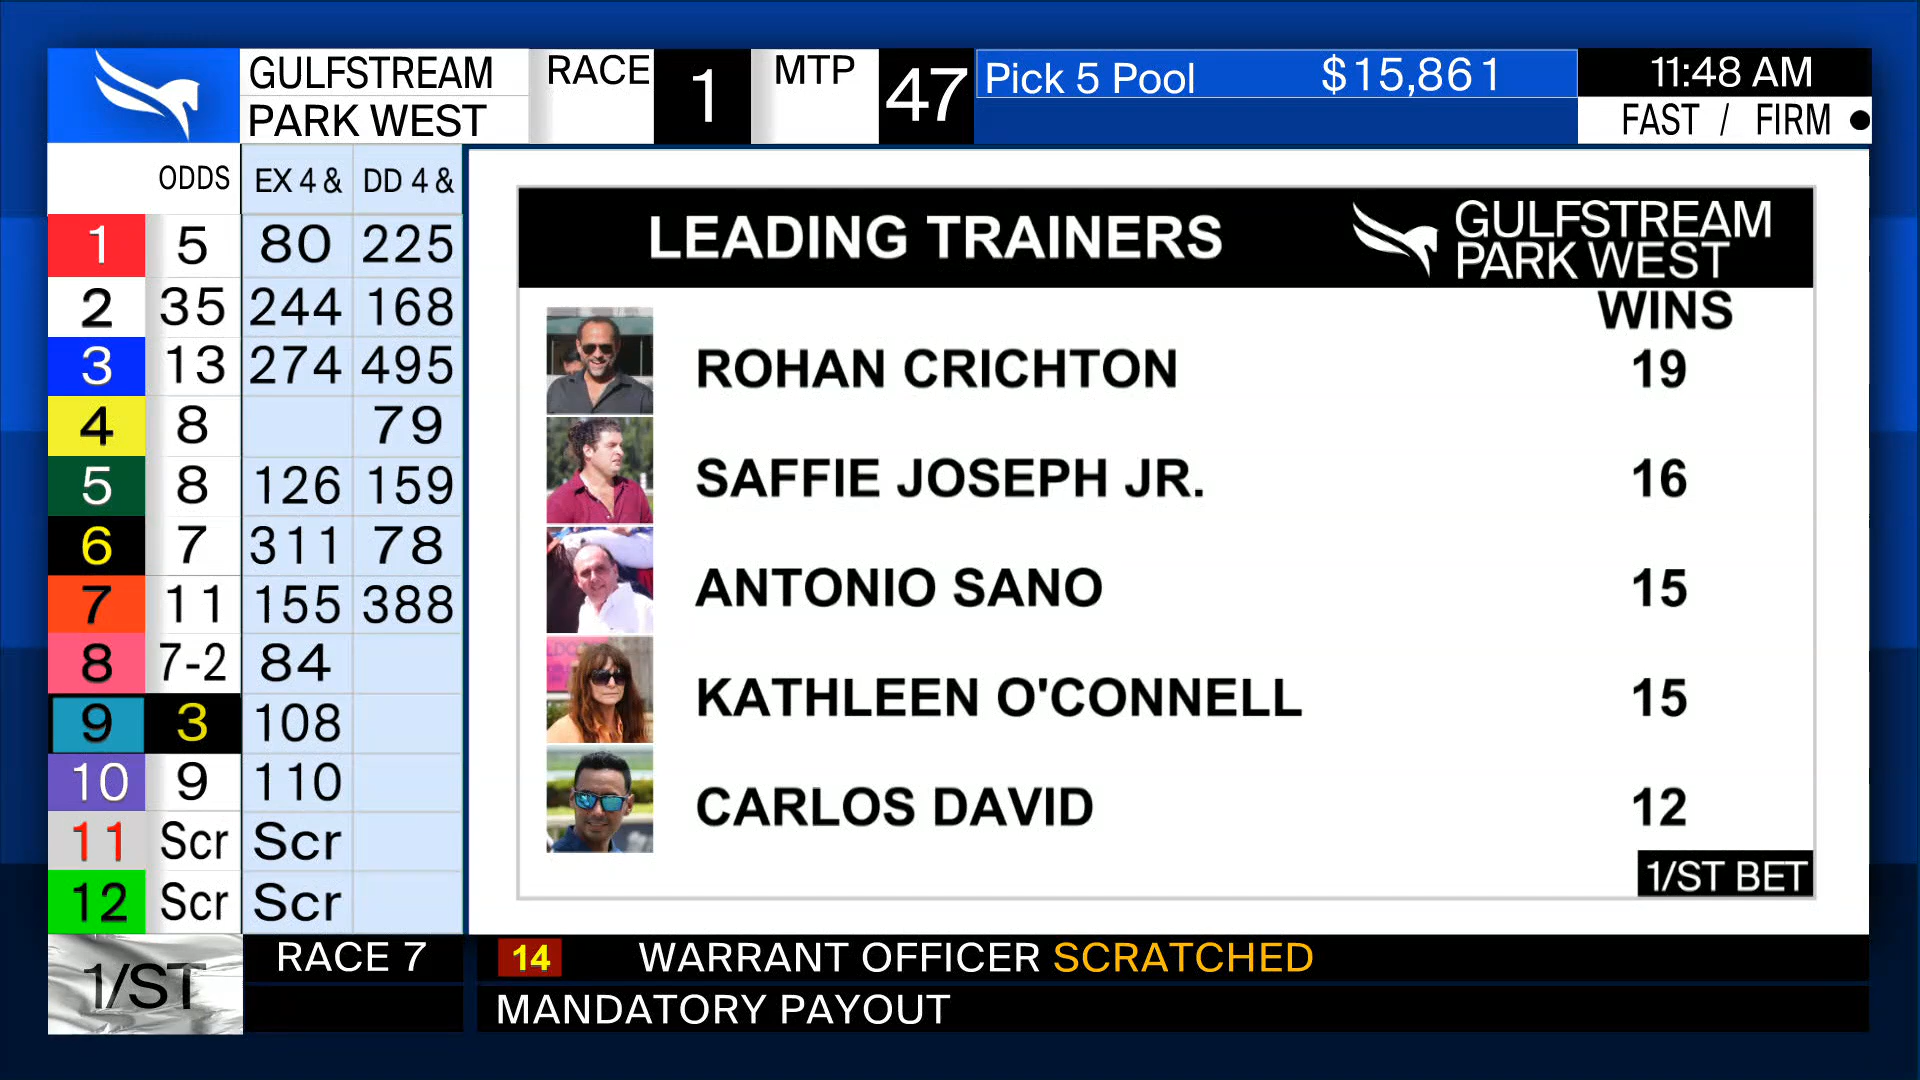 GULFSTREAM
PARK WEST
RACE 1 MTP 47
Pick 5 Pool $15,861
11:48 AM
FAST / FIRM
ODDS EX 4 & DD 4 &
1 5 80 225
2 35 244 168
3 13 274 495
4 8 79
5 8 126 159
6 7 311 78
7 11 155 388
8 7-2 84
9 3 108
10 9 110
11 Scr Scr
12 Scr Scr
LEADING TRAINERS
GULFSTREAM
PARK WEST
WINS
ROHAN CRICHTON 19
SAFFIE JOSEPH JR. 16
ANTONIO SANO 15
KATHLEEN O'CONNELL 15
CARLOS DAVID 12
1/ST BET
1/ST
RACE 7
14 WARRANT OFFICER SCRATCHED
MANDATORY PAYOUT